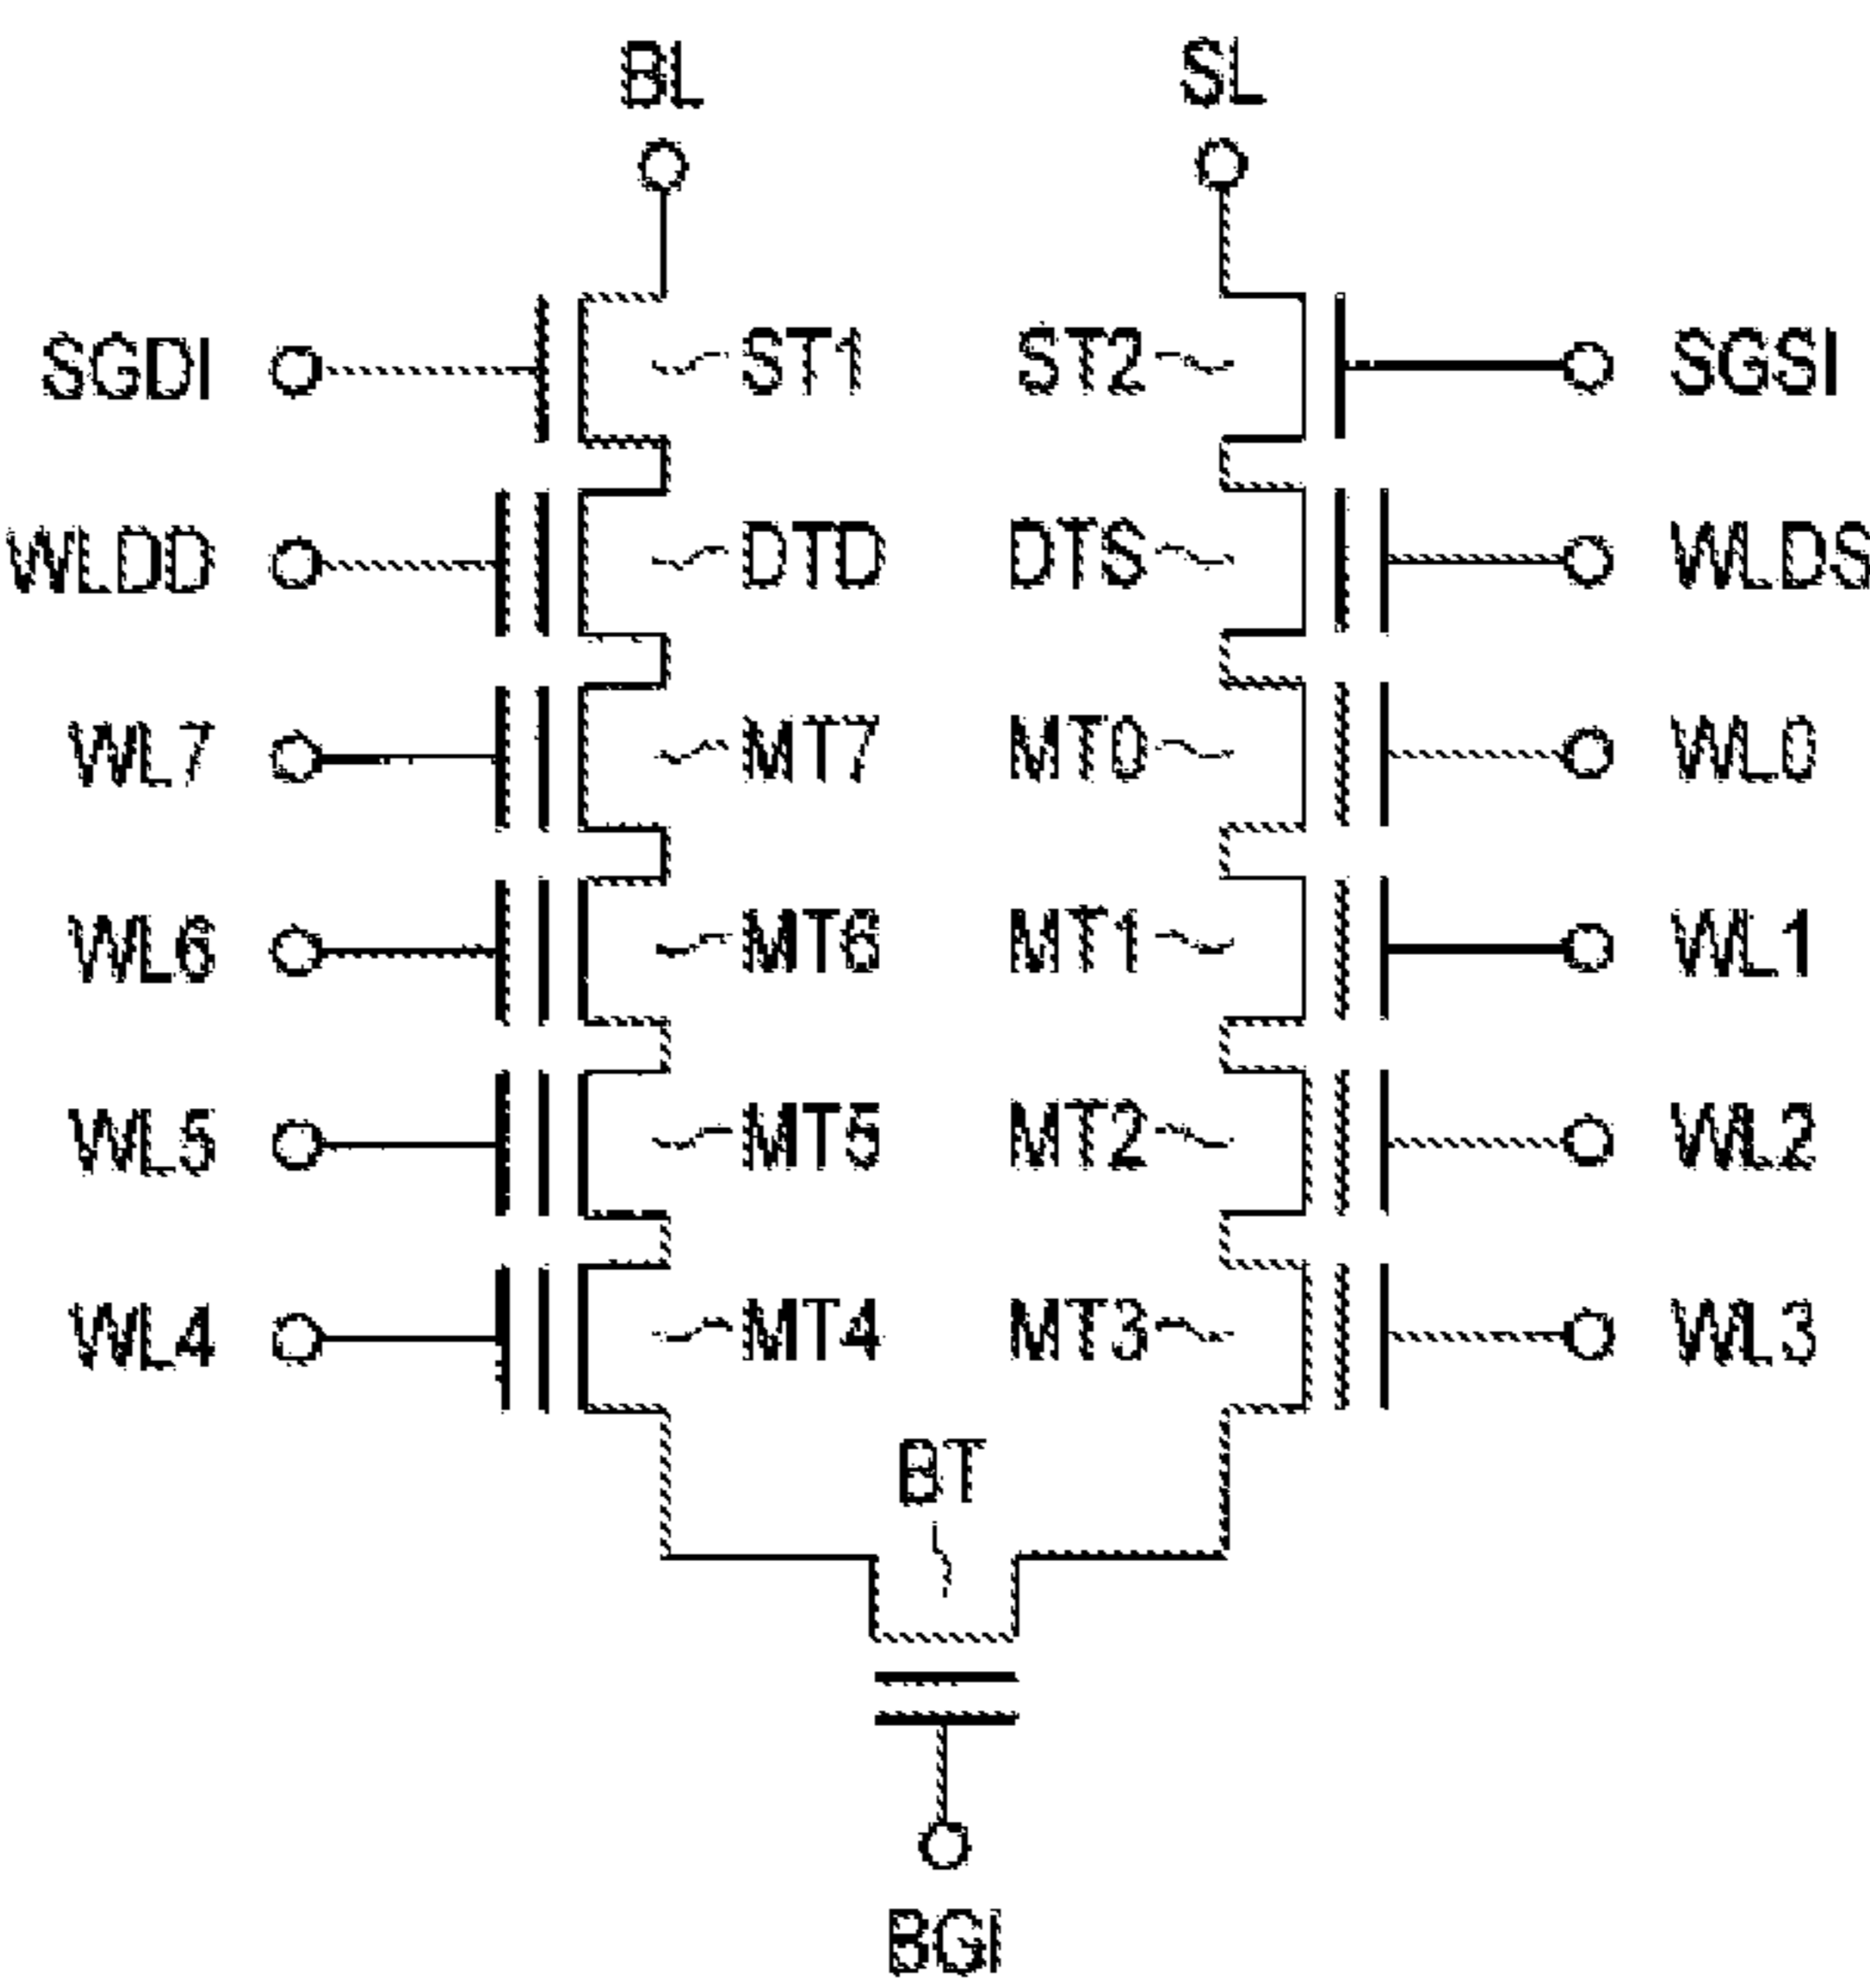 BL SL
SGDI ST1 ST2 SGSI
WLDD DTD DTS WLDS
WL7 MT7 MT0 WL0
WL6 MT6 MT1 WL1
WL5 MT5 MT2 WL2
WL4 MT4 MT3 WL3
BT
BGI